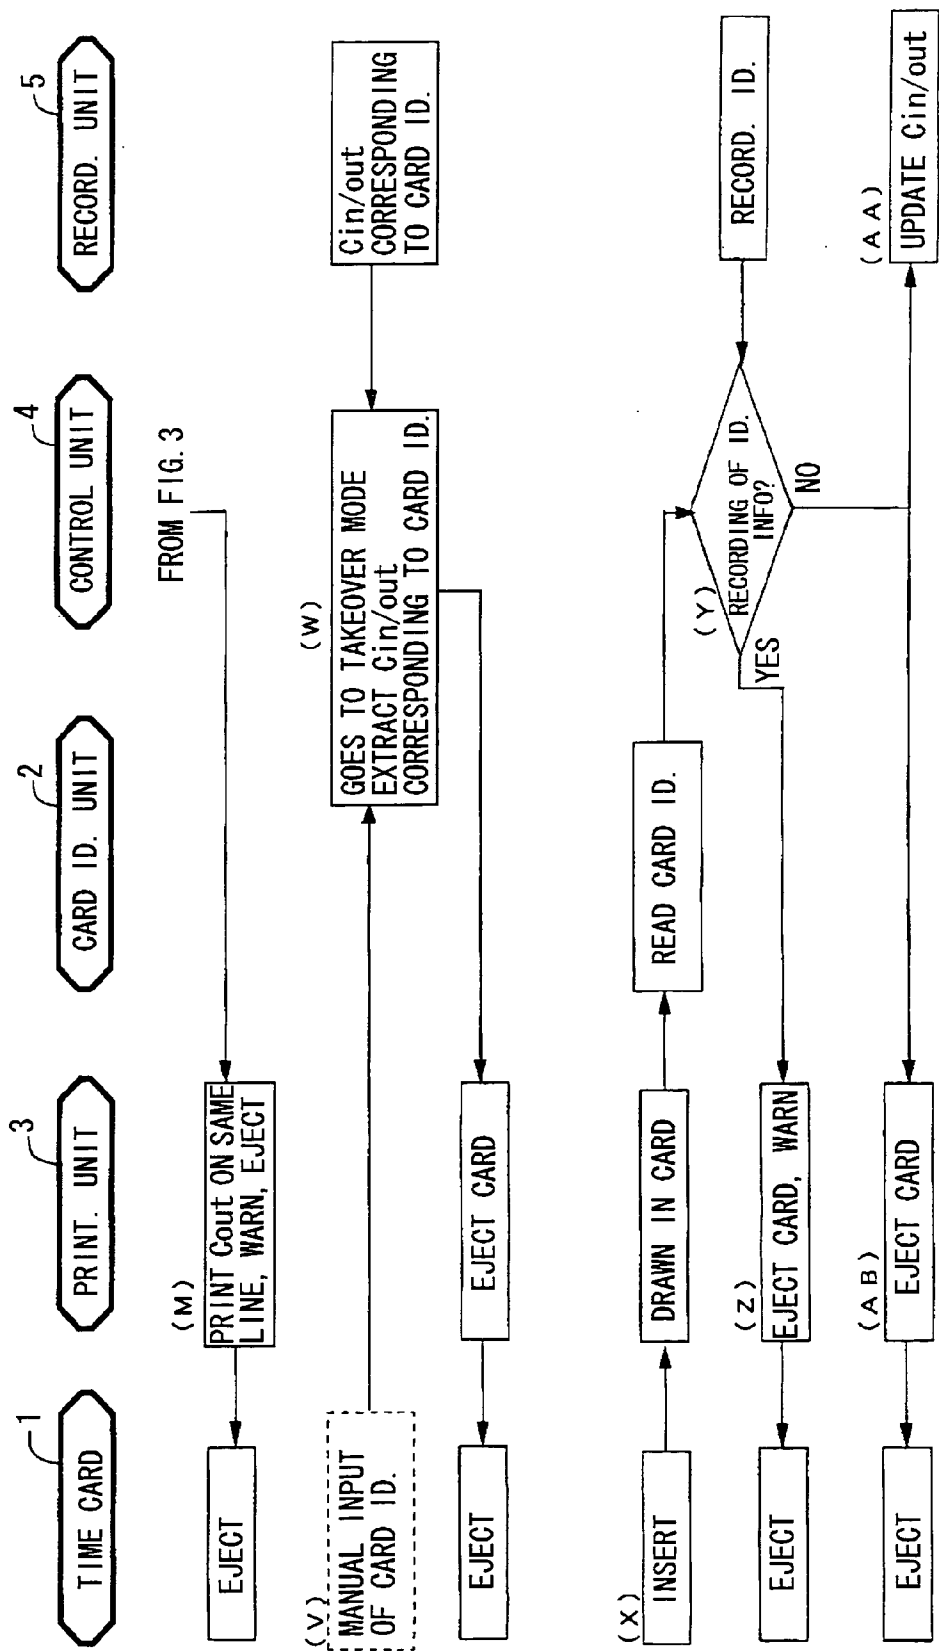 1
TIME CARD
3
PRINT. UNIT
2
CARD ID. UNIT
4
CONTROL UNIT
5
RECORD. UNIT
FROM FIG. 3
(M)
PRINT Cout ON SAME
LINE, WARN, EJECT
EJECT
(V)
MANUAL INPUT
OF CARD ID.
(W)
GOES TO TAKEOVER MODE
EXTRACT Cin/out
CORRESPONDING TO CARD ID.
Cin/out
CORRESPONDING
TO CARD ID.
EJECT
EJECT CARD
(X)
INSERT
DRAWN IN CARD
READ CARD ID.
(Y)
RECORDING OF ID.
INFO?
YES
NO
RECORD. ID.
EJECT
(Z)
EJECT CARD, WARN
EJECT
(AB)
EJECT CARD
(AA)
UPDATE Cin/out